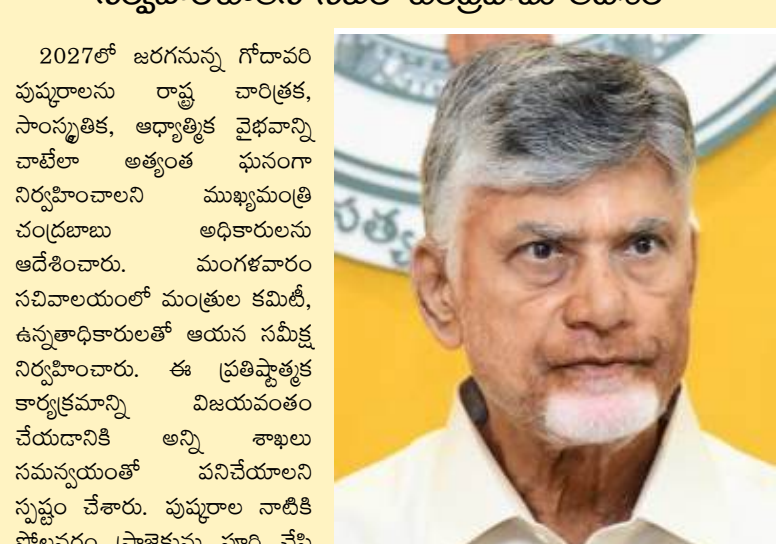 2027లో జరగనున్న గోదావరి
పుష్కరాలను రాష్ట్ర చారిత్రక,
సాంస్కృతిక, ఆధ్యాత్మిక వైభవాన్ని
చాటేలా అత్యంత ఘనంగా
నిర్వహించాలని ముఖ్యమంత్రి
చంద్రబాబు అధికారులను
ఆదేశించారు. మంగళవారం
సచివాలయంలో మంత్రుల కమిటీ,
ఉన్నతాధికారులతో ఆయన సమీక్ష
నిర్వహించారు. ఈ ప్రతిష్టాత్మక
కార్యక్రమాన్ని విజయవంతం
చేయడానికి అన్ని శాఖలు
సమన్వయంతో పనిచేయాలని
స్పష్టం చేశారు. పుష్కరాల నాటికి
సత్య